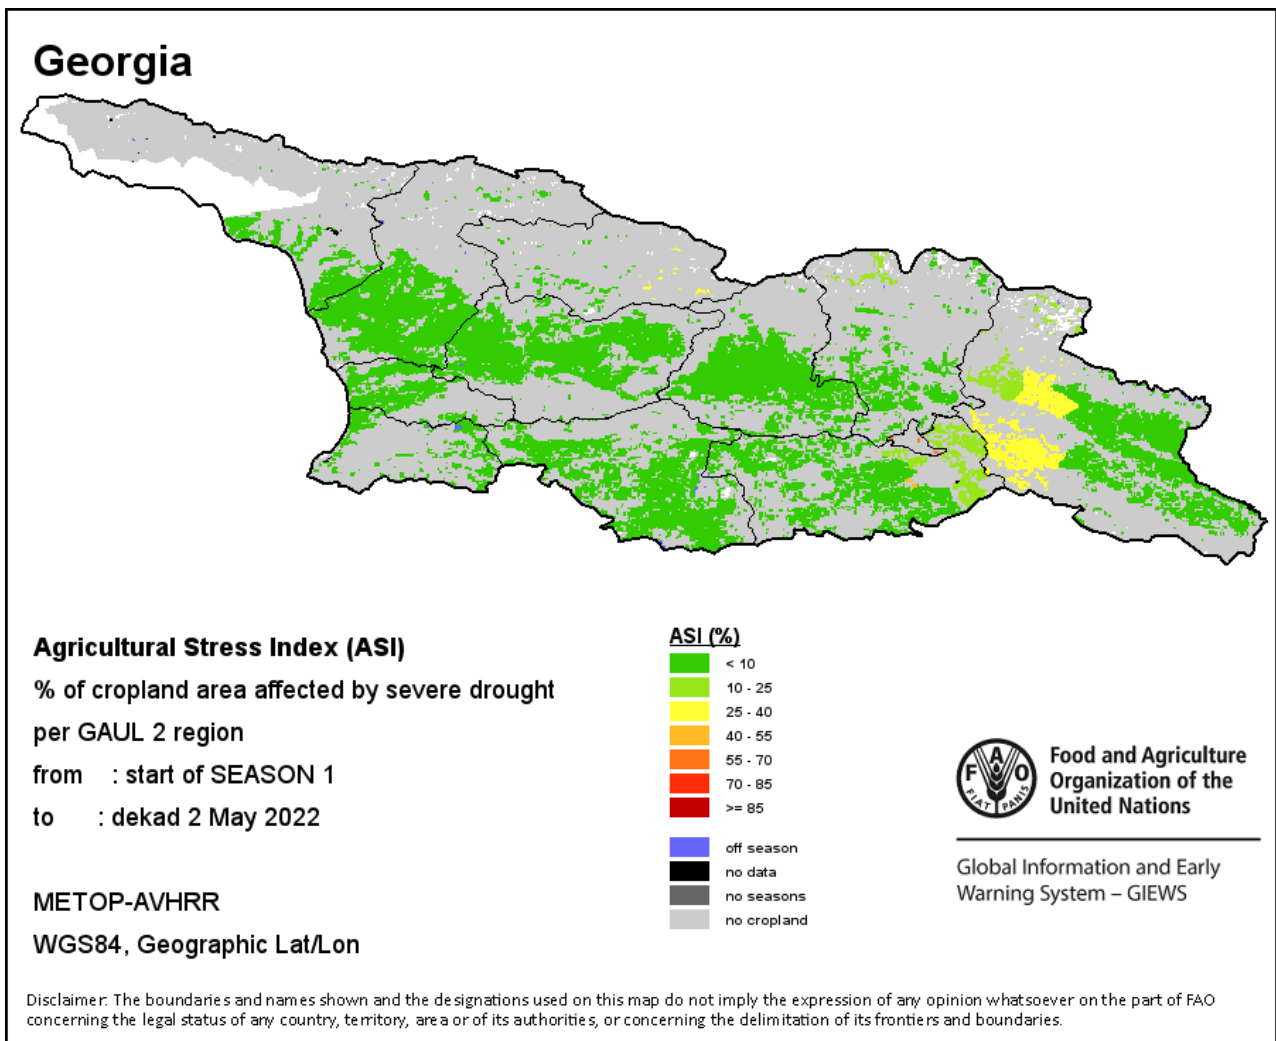 Georgia
Agricultural Stress Index (ASI)
% of cropland area affected by severe drought
per GAUL 2 region
from : start of SEASON 1
to : dekad 2 May 2022
METOP-AVHRR
WGS84, Geographic Lat/Lon
ASI (%)
< 10
10 - 25
25 - 40
40 - 55
55 - 70
70 - 85
>= 85
off season
no data
no seasons
no cropland
F A O
FIAT PANIS
Food and Agriculture
Organization of the
United Nations
Global Information and Early
Warning System – GIEWS
Disclaimer: The boundaries and names shown and the designations used on this map do not imply the expression of any opinion whatsoever on the part of FAO
concerning the legal status of any country, territory, area or of its authorities, or concerning the delimitation of its frontiers and boundaries.